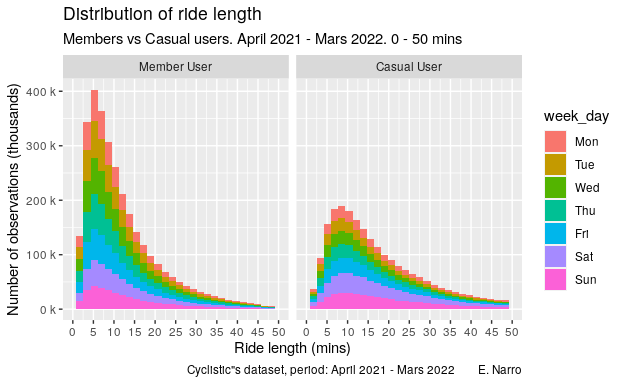 Distribution of ride length
Members vs Casual users. April 2021 - Mars 2022. 0 - 50 mins
Member User
Casual User
Number of observations (thousands)
400 k
300 k
200 k
100 k
0 k
0 5 10 15 20 25 30 35 40 45 50
0 5 10 15 20 25 30 35 40 45 50
Ride length (mins)
week_day
Mon
Tue
Wed
Thu
Fri
Sat
Sun
Cyclistic"s dataset, period: April 2021 - Mars 2022 E. Narro